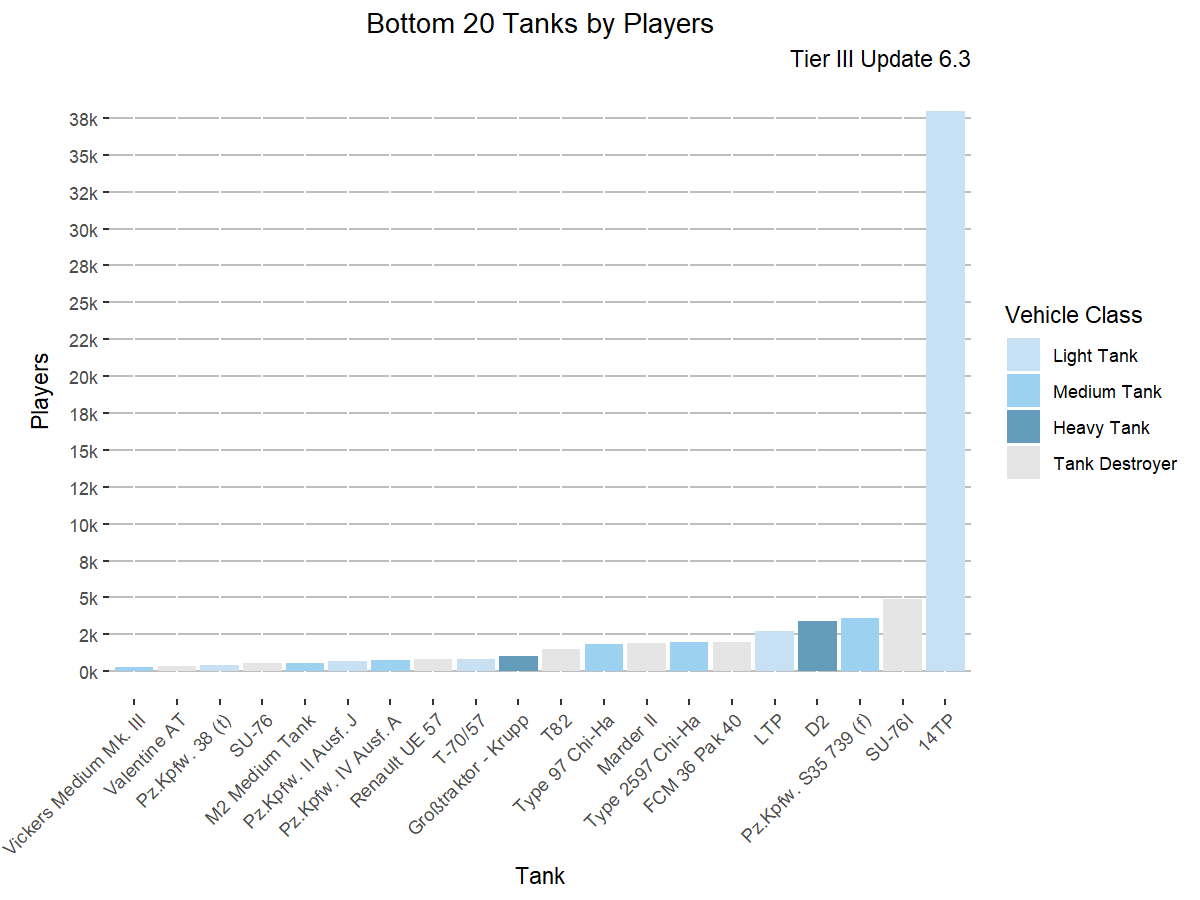 Bottom 20 Tanks by Players
Tier III Update 6.3
38k
35k
32k
30k
28k
25k
22k
20k
18k
15k
12k
10k
8k
5k
2k
0k
Players
Vickers Medium Mk. III
Valentine AT
Pz.Kpfw. 38 (t)
SU-76
M2 Medium Tank
Pz.Kpfw. II Ausf. J
Pz.Kpfw. IV Ausf. A
Renault UE 57
T-70/57
Großtraktor - Krupp
T82
Type 97 Chi-Ha
Marder II
Type 2597 Chi-Ha
FCM 36 Pak 40
LTP
D2
Pz.Kpfw. S35 739 (f)
SU-76I
14TP
Tank
Vehicle Class
Light Tank
Medium Tank
Heavy Tank
Tank Destroyer